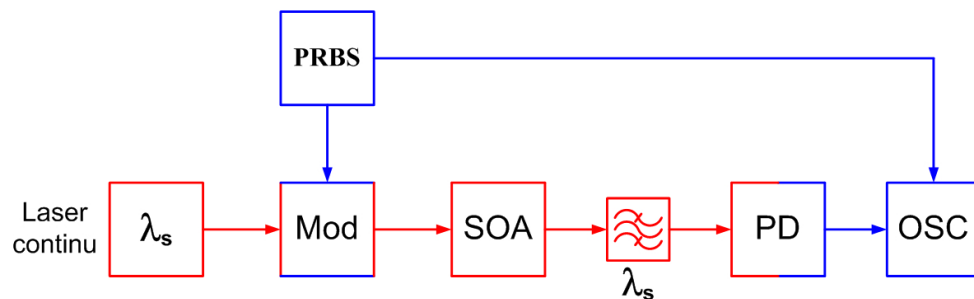 PRBS
Laser
continu
λs
Mod
SOA
PD
OSC
λs